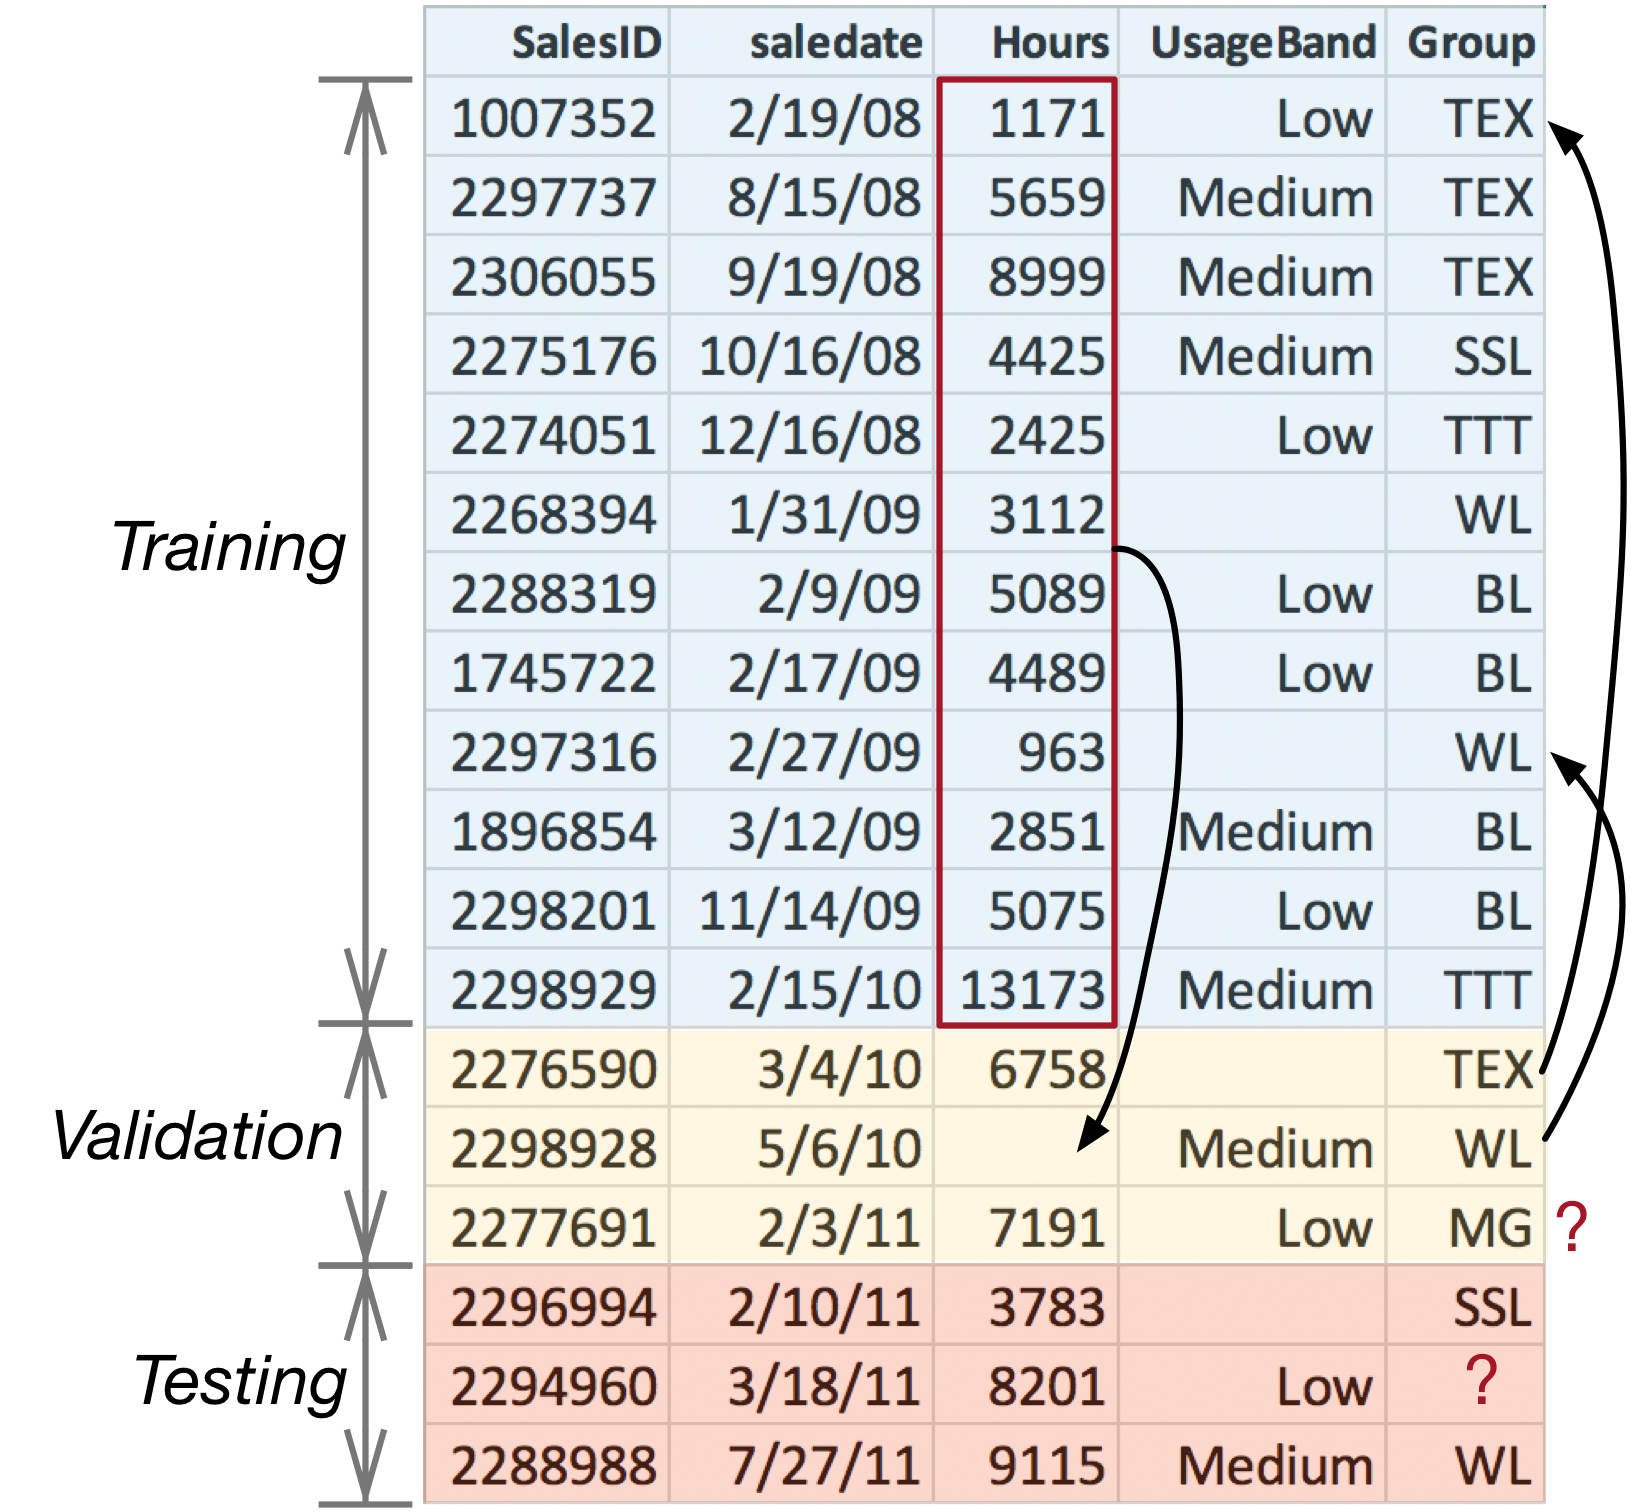 SalesID saledate Hours UsageBand Group
1007352 2/19/08 1171 Low TEX
2297737 8/15/08 5659 Medium TEX
2306055 9/19/08 8999 Medium TEX
2275176 10/16/08 4425 Medium SSL
2274051 12/16/08 2425 Low TTT
2268394 1/31/09 3112 WL
Training
2288319 2/9/09 5089 Low BL
1745722 2/17/09 4489 Low BL
2297316 2/27/09 963 WL
1896854 3/12/09 2851 Medium BL
2298201 11/14/09 5075 Low BL
2298929 2/15/10 13173 Medium TTT
2276590 3/4/10 6758 TEX
Validation
2298928 5/6/10 Medium WL
2277691 2/3/11 7191 Low MG ?
2296994 2/10/11 3783 SSL
Testing
2294960 3/18/11 8201 Low ?
2288988 7/27/11 9115 Medium WL